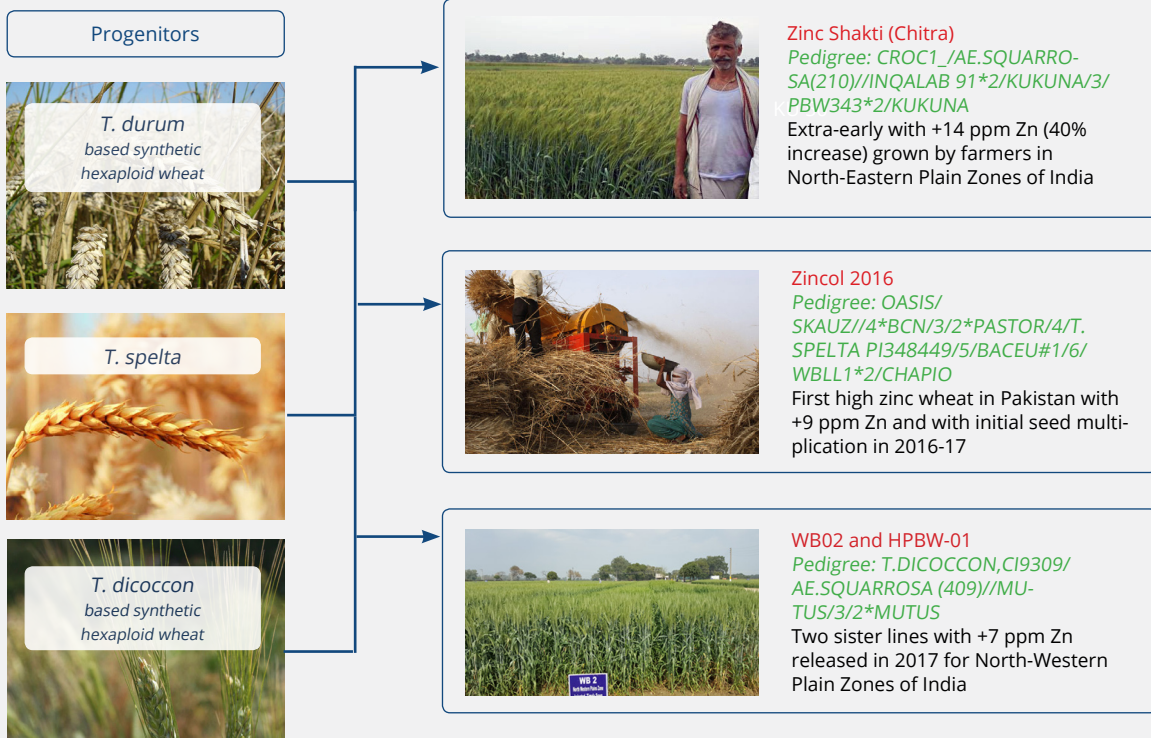 Progenitors
T. durum
based synthetic
hexaploid wheat
T. spelta
T. dicoccon
based synthetic
hexaploid wheat
Zinc Shakti (Chitra)
Pedigree: CROC1_/AE.SQUARRO-
SA(210)//INQALAB 91*2/KUKUNA/3/
PBW343*2/KUKUNA
Extra-early with +14 ppm Zn (40%
increase) grown by farmers in
North-Eastern Plain Zones of India
Zincol 2016
Pedigree: OASIS/
SKAUZ//4*BCN/3/2*PASTOR/4/T.
SPELTA PI348449/5/BACEU#1/6/
WBLL1*2/CHAPIO
First high zinc wheat in Pakistan with
+9 ppm Zn and with initial seed multi-
plication in 2016-17
WB 2
WB02 and HPBW-01
Pedigree: T.DICOCCON,CI9309/
AE.SQUARROSA (409)//MU-
TUS/3/2*MUTUS
Two sister lines with +7 ppm Zn
released in 2017 for North-Western
Plain Zones of India